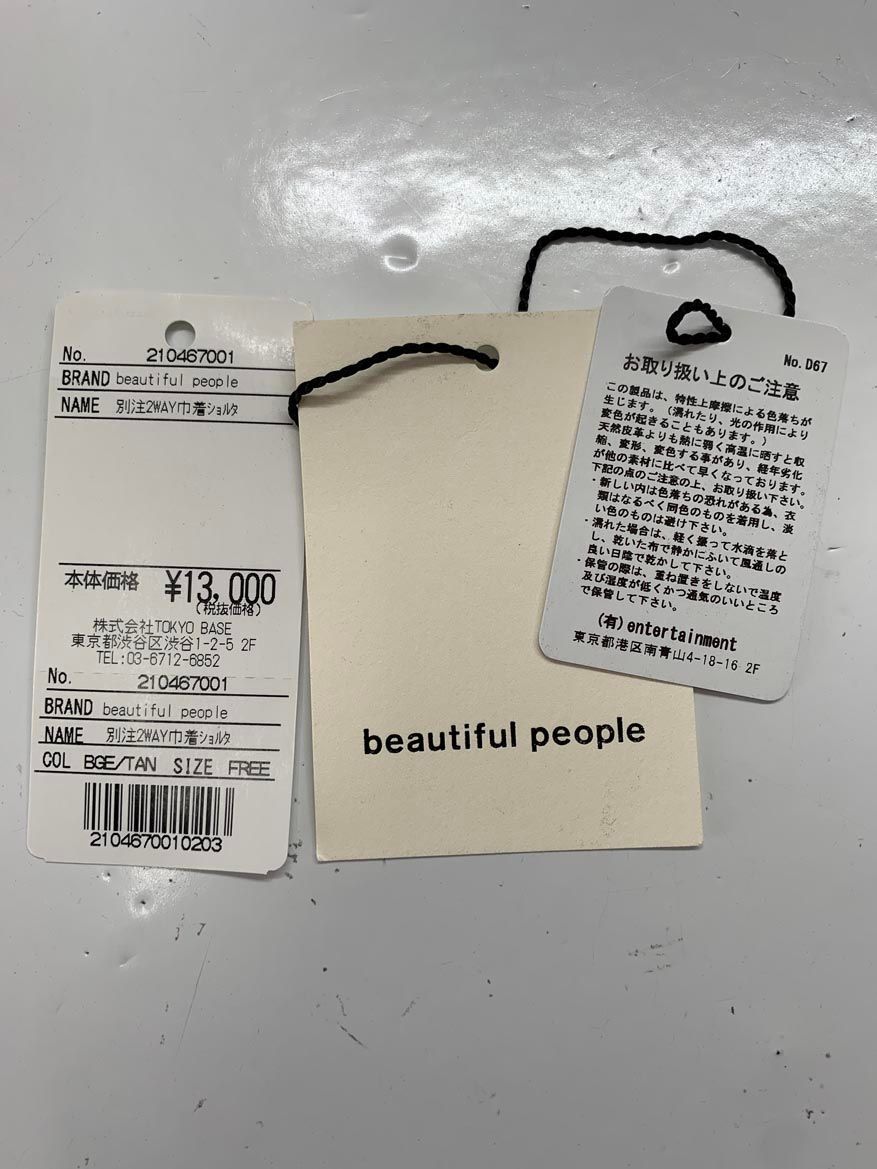 No. 210467001
BRAND beautiful people
NAME 別注2WAY巾着ショルダ
本体価格 ¥13,000
(税抜価格)
株式会社TOKYO BASE
東京都渋谷区渋谷1-2-5 2F
TEL:03-6712-6852
No. 210467001
BRAND beautiful people
NAME 別注2WAY巾着ショルダ
COL BGE/TAN SIZE FREE
2104670010203
beautiful people
No.D67
お取り扱い上のご注意
この製品は、特性上摩擦による色落ちが
生じます。(濡れたり、光の作用により
変色が起きることもあります。)
天然皮革よりも熱に弱く高温に晒すと収
縮、変形、変色する事があり、経年劣化
が他の素材に比べて早くなっております。
下記の点のご注意の上、お取り扱い下さい。
・新しい内は色落ちの恐れがある為、衣
類はなるべく同色のものを着用し、淡
い色のものは避け下さい。
・濡れた場合は、軽く振って水滴を落と
し、乾いた布で静かにふいて風通しの
良い日陰で乾かして下さい。
・保管の際は、重ね置きをしないで温度
及び湿度が低くかつ通気のいいところ
で保管して下さい。
(有)entertainment
東京都港区南青山4-18-16 2F